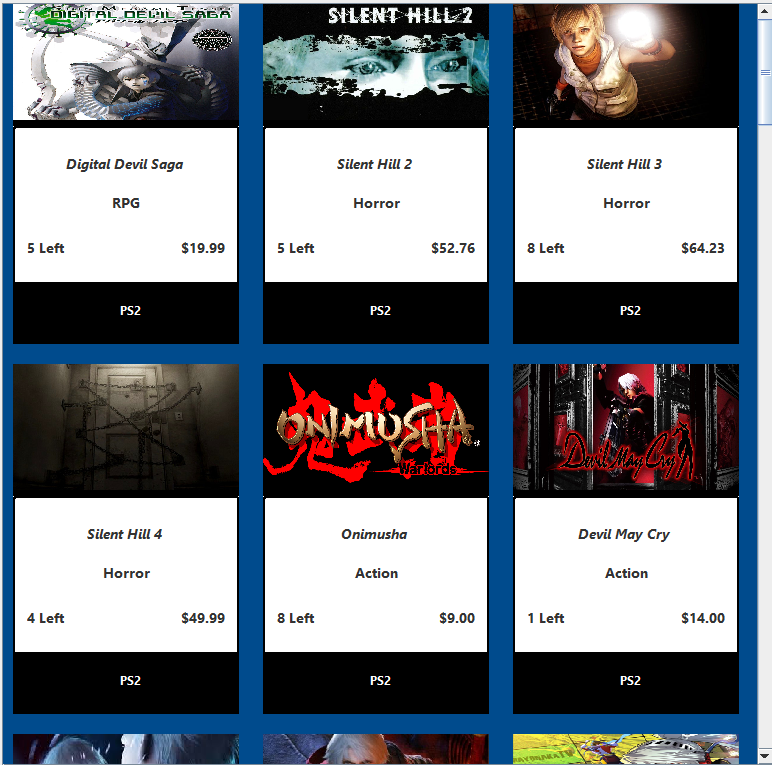 DIGITAL DEVIL SAGA
SILENT HILL 2
Digital Devil Saga
RPG
5 Left $19.99
PS2
Silent Hill 2
Horror
5 Left $52.76
PS2
Silent Hill 3
Horror
8 Left $64.23
PS2
ONIMUSHA
Warlords
Devil May Cry
Silent Hill 4
Horror
4 Left $49.99
PS2
Onimusha
Action
8 Left $9.00
PS2
Devil May Cry
Action
1 Left $14.00
PS2